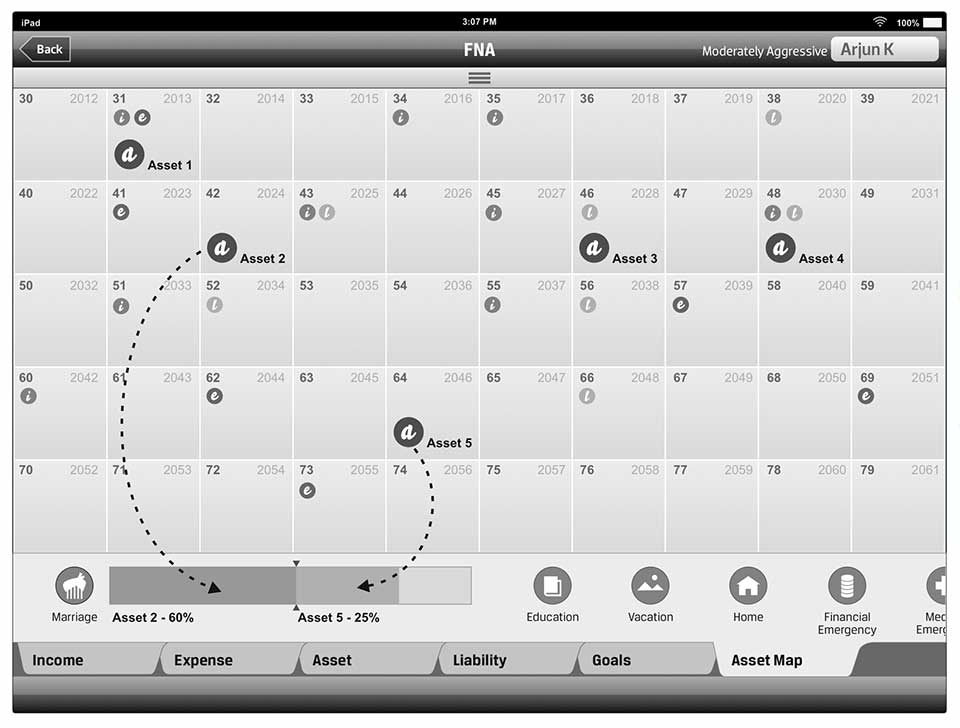 iPad 3:07 PM 100%
Back FNA Moderately Aggressive Arjun K
30 2012 31 2013 32 2014 33 2015 34 2016 35 2017 36 2018 37 2019 38 2020 39 2021
i e i i l
a Asset 1
40 2022 41 2023 42 2024 43 2025 44 2026 45 2027 46 2028 47 2029 48 2030 49 2031
e i l i l i l
a Asset 2 a Asset 3 a Asset 4
50 2032 51 2033 52 2034 53 2035 54 2036 55 2037 56 2038 57 2039 58 2040 59 2041
i l i l e
60 2042 61 2043 62 2044 63 2045 64 2046 65 2047 66 2048 67 2049 68 2050 69 2051
i e l e
a Asset 5
70 2052 71 2053 72 2054 73 2055 74 2056 75 2057 76 2058 77 2059 78 2060 79 2061
e
Marriage Asset 2 - 60% Asset 5 - 25% Education Vacation Home Financial Med
Emergency Emerg
Income Expense Asset Liability Goals Asset Map